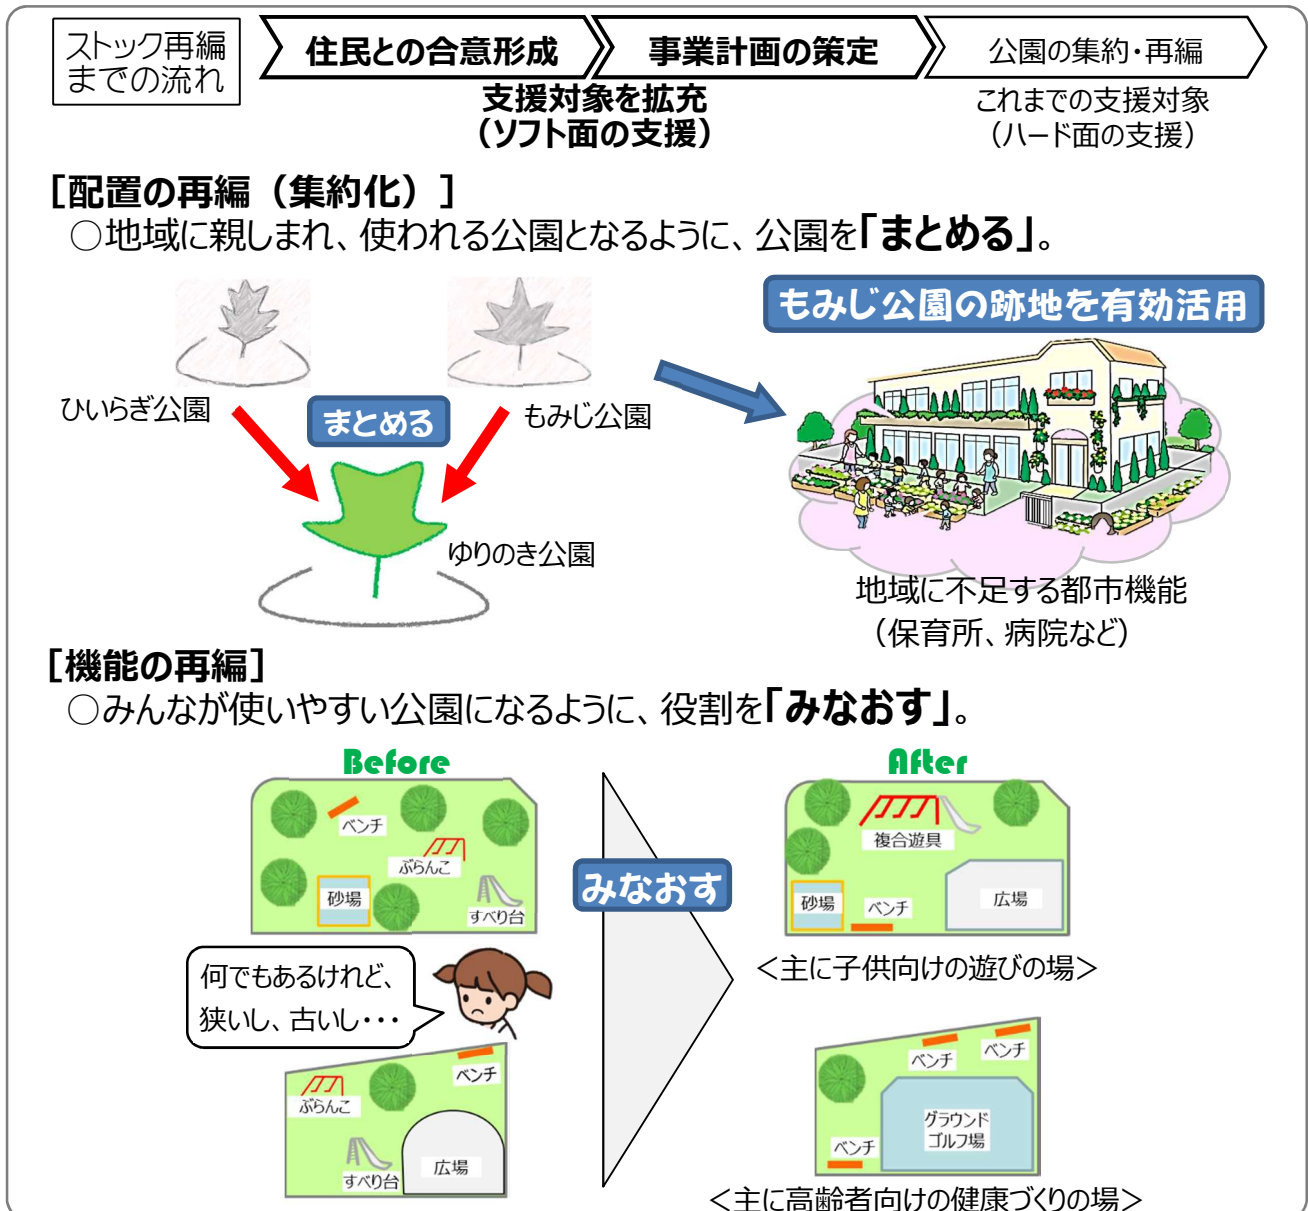 ストック再編
までの流れ
住民との合意形成
事業計画の策定
公園の集約・再編
支援対象を拡充
（ソフト面の支援）
これまでの支援対象
（ハード面の支援）
［配置の再編（集約化）］
○地域に親しまれ、使われる公園となるように、公園を「まとめる」。
もみじ公園の跡地を有効活用
ひいらぎ公園
まとめる
もみじ公園
ゆりのき公園
地域に不足する都市機能
（保育所、病院など）
［機能の再編］
○みんなが使いやすい公園になるように、役割を「みなおす」。
Before
ベンチ
ぶらんこ
砂場
すべり台
何でもあるけれど、
狭いし、古いし・・・
ベンチ
ぶらんこ
すべり台
広場
みなおす
After
複合遊具
砂場
ベンチ
広場
＜主に子供向けの遊びの場＞
ベンチ
ベンチ
グラウンド
ゴルフ場
ベンチ
＜主に高齢者向けの健康づくりの場＞